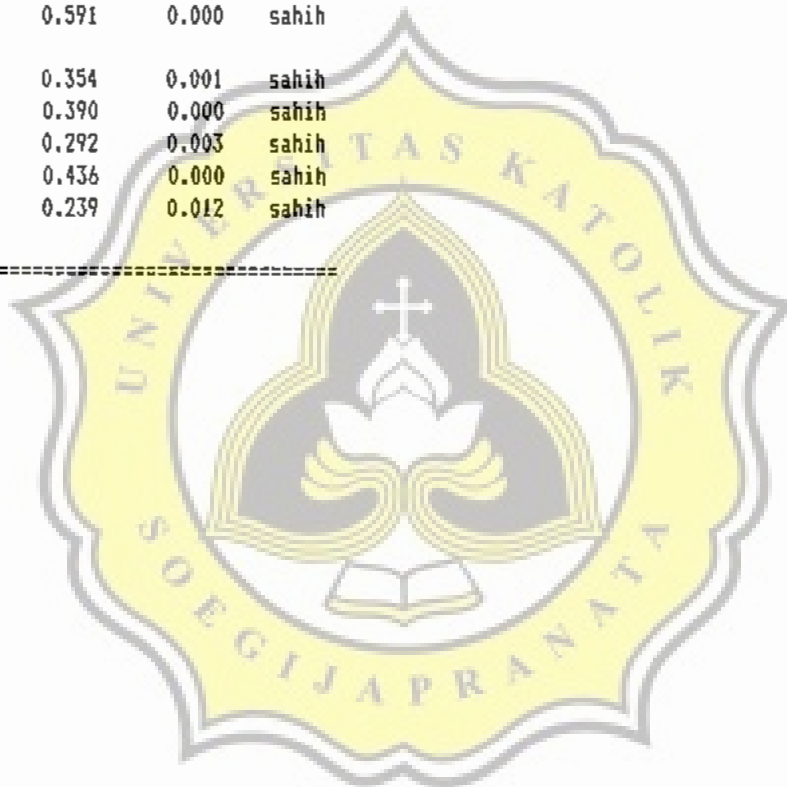 0.591 0.000 sahih
0.354 0.001 sahih
0.390 0.000 sahih
0.292 0.003 sahih
0.436 0.000 sahih
0.239 0.012 sahih
================================
UNIVERSITAS KATOLIK
SOEGIJAPRANATA